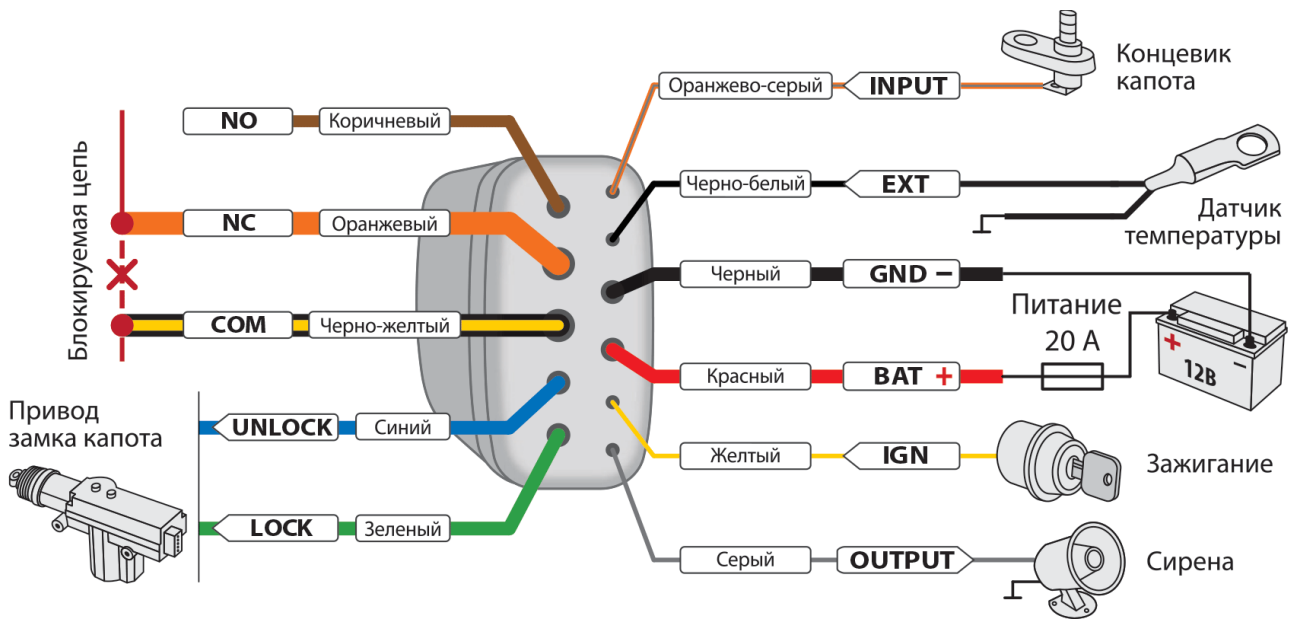 Блокируемая цепь
NO
Коричневый
NC
Оранжевый
COM
Черно-желтый
Привод
замка капота
UNLOCK
Синий
LOCK
Зеленый
Оранжево-серый
INPUT
Концевик
капота
Черно-белый
EXT
Датчик
температуры
Черный
GND −
Питание
20 А
Красный
BAT +
+ −
12В
Желтый
IGN
Зажигание
Серый
OUTPUT
Сирена